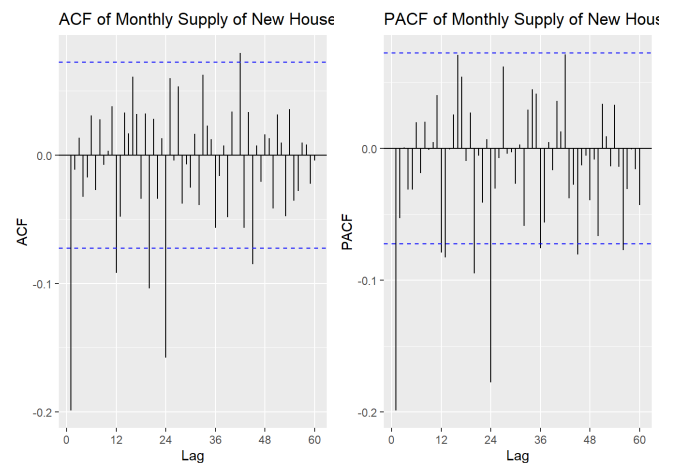 ACF of Monthly Supply of New House
PACF of Monthly Supply of New Hous
ACF
0.0
-0.1
-0.2
0 12 24 36 48 60
Lag
PACF
0.0
-0.1
-0.2
0 12 24 36 48 60
Lag